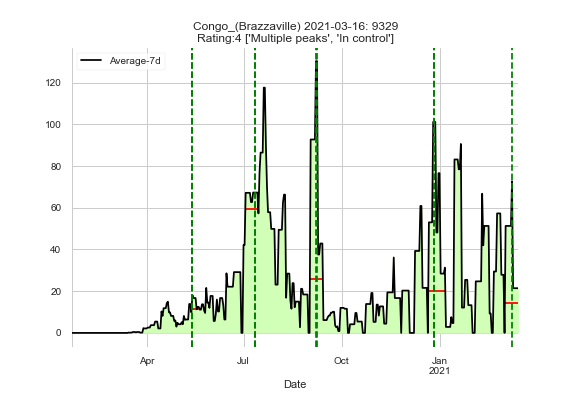 Congo_(Brazzaville) 2021-03-16: 9329
Rating:4 ['Multiple peaks', 'In control']
Average-7d
120
100
80
60
40
20
0
Apr
Jul
Oct
Jan
2021
Date